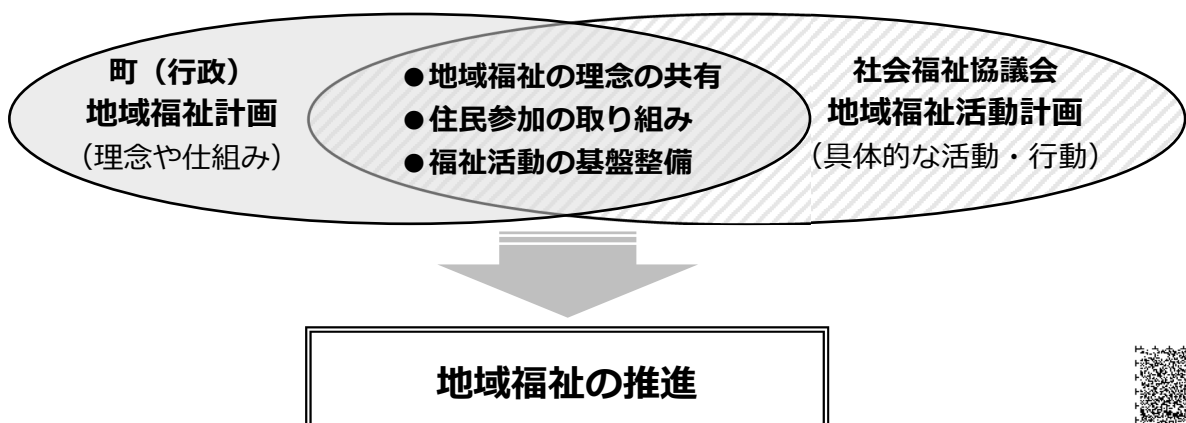 町（行政）
地域福祉計画
（理念や仕組み）
●地域福祉の理念の共有
●住民参加の取り組み
●福祉活動の基盤整備
社会福祉協議会
地域福祉活動計画
（具体的な活動・行動）
地域福祉の推進